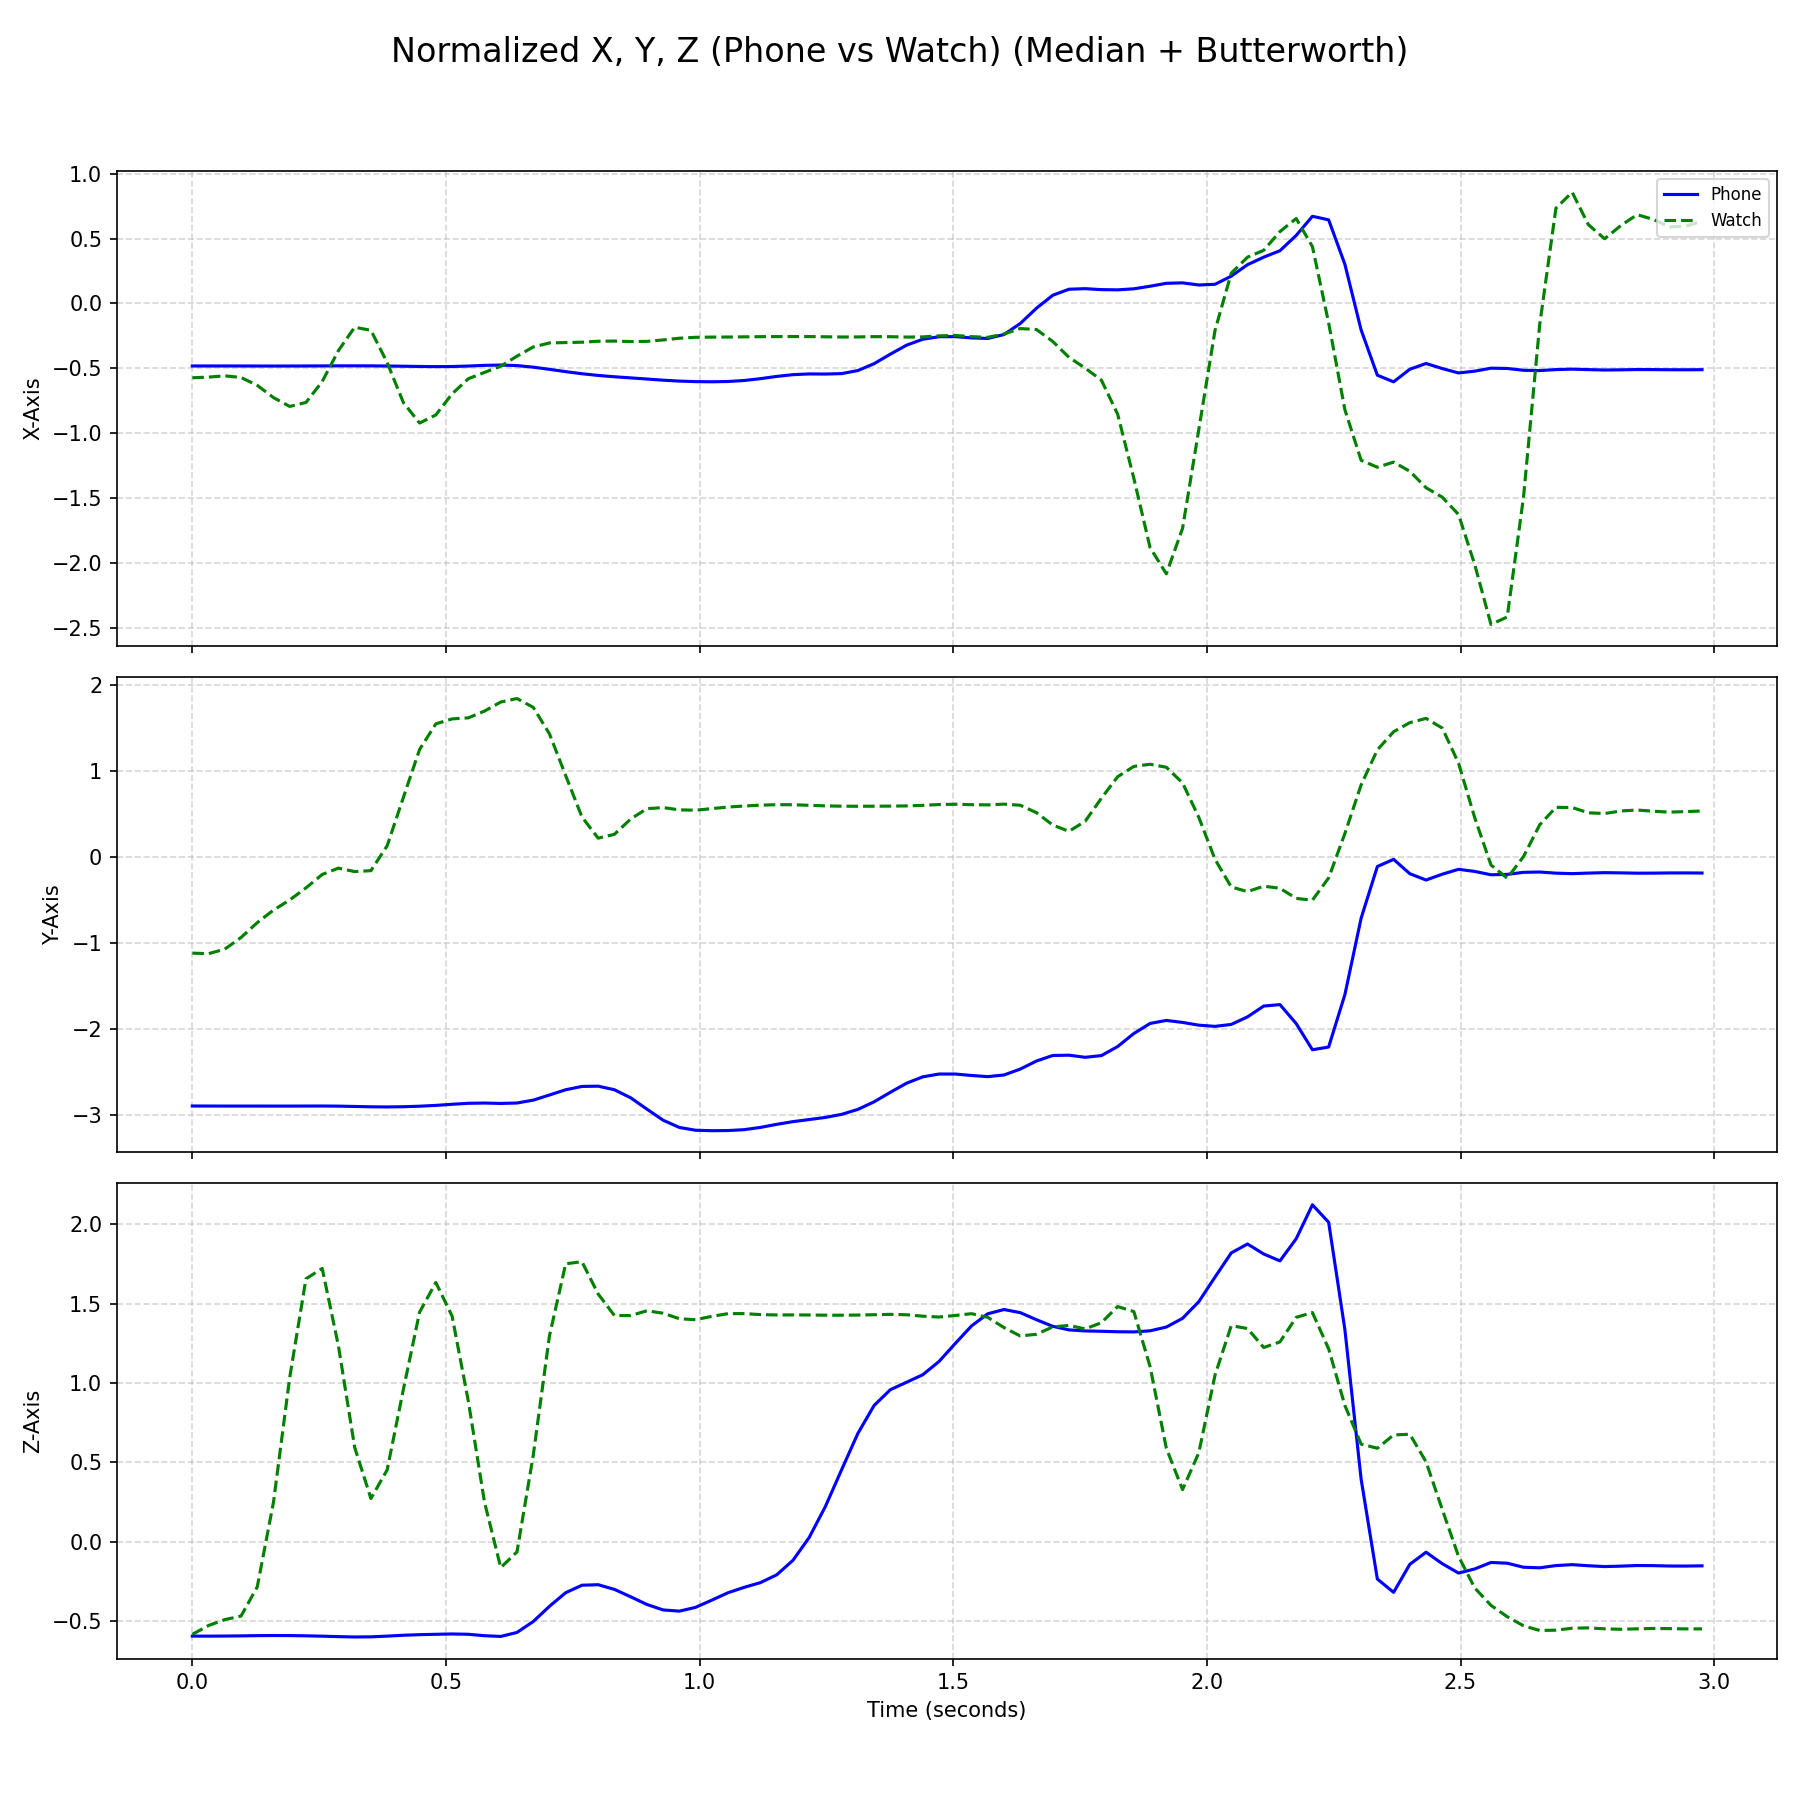 Normalized X, Y, Z (Phone vs Watch) (Median + Butterworth)
1.0
0.5
0.0
−0.5
−1.0
−1.5
−2.0
−2.5
X-Axis
Phone
Watch
2
1
0
−1
−2
−3
Y-Axis
2.0
1.5
1.0
0.5
0.0
−0.5
Z-Axis
0.0 0.5 1.0 1.5 2.0 2.5 3.0
Time (seconds)